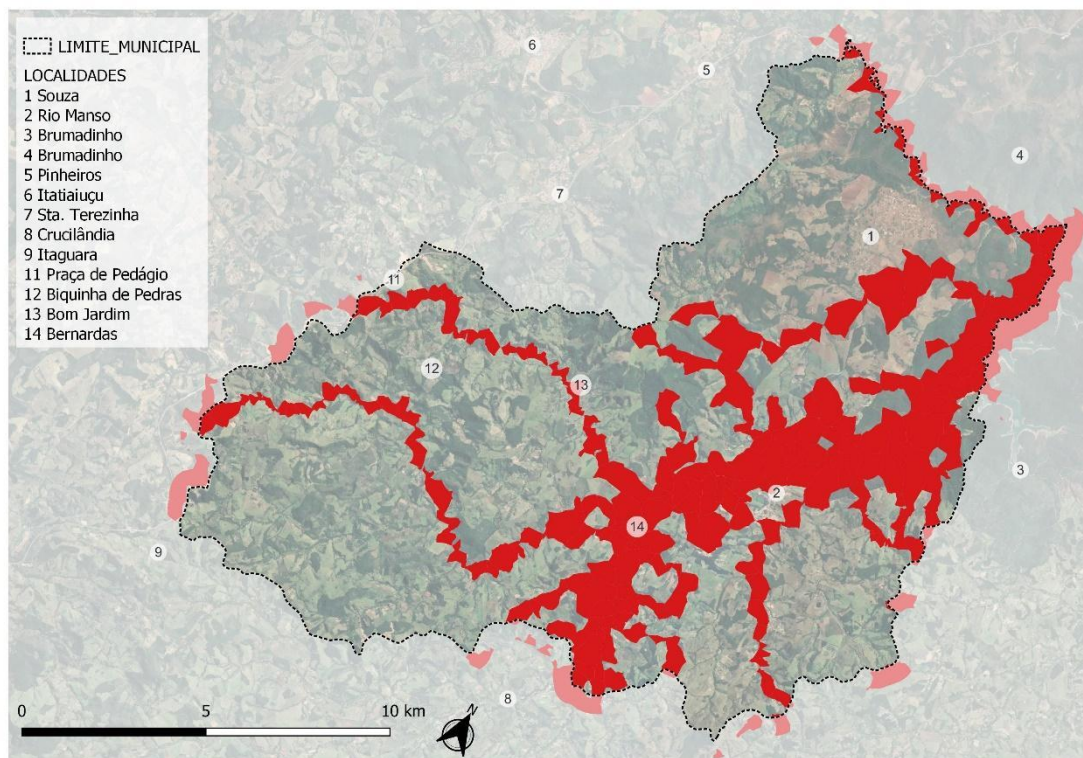 LIMITE_MUNICIPAL
LOCALIDADES
1 Souza
2 Rio Manso
3 Brumadinho
4 Brumadinho
5 Pinheiros
6 Itatiaiuçu
7 Sta. Terezinha
8 Crucilândia
9 Itaguara
11 Praça de Pedágio
12 Biquinha de Pedras
13 Bom Jardim
14 Bernardas
6
5
4
7
1
11
12
13
3
2
14
9
8
0 5 10 km
N